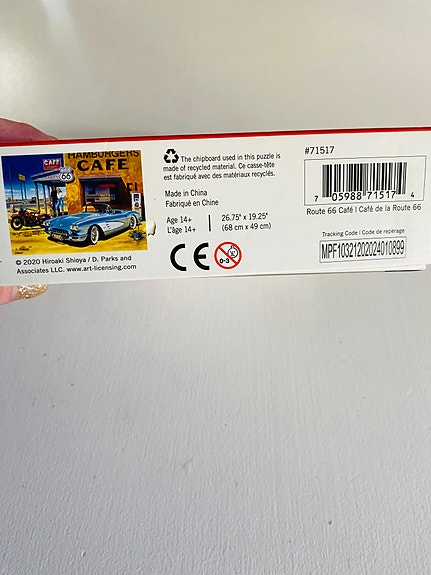 HAMBURGERS
CAFE
CAFE
66
© 2020 Hiroaki Shioya / D. Parks and
Associates LLC. www.art-licensing.com
The chipboard used in this puzzle is
made of recycled material. Ce casse-tête
est fabriqué avec des matériaux recyclés.
Made in China
Fabriqué en Chine
Age 14+
L'âge 14+
26.75" x 19.25"
(68 cm x 49 cm)
CE
0-3
#71517
7 05988 71517 4
Route 66 Café | Café de la Route 66
Tracking Code | Code de repérage
MPF10321202024010899